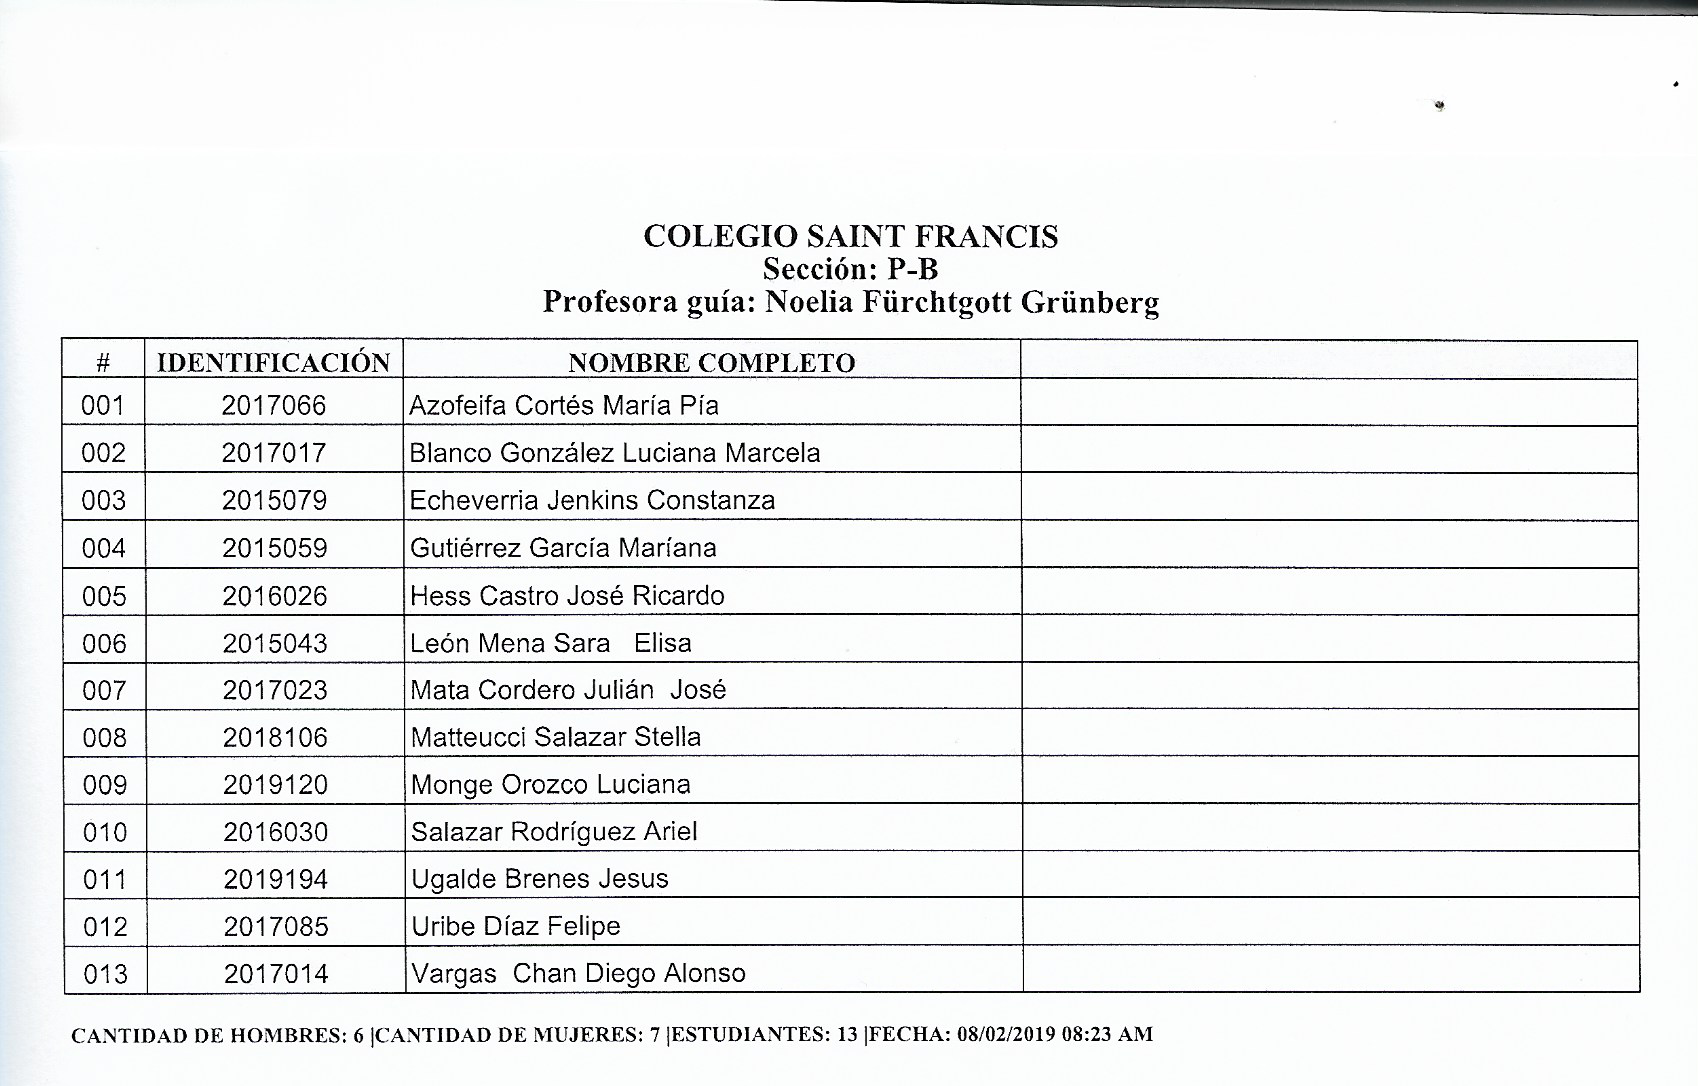 COLEGIO SAINT FRANCIS
Sección: P-B
Profesora guía: Noelia Fürchtgott Grünberg
# IDENTIFICACIÓN NOMBRE COMPLETO
001 2017066 Azofeifa Cortés María Pía
002 2017017 Blanco González Luciana Marcela
003 2015079 Echeverria Jenkins Constanza
004 2015059 Gutiérrez García Maríana
005 2016026 Hess Castro José Ricardo
006 2015043 León Mena Sara Elisa
007 2017023 Mata Cordero Julián José
008 2018106 Matteucci Salazar Stella
009 2019120 Monge Orozco Luciana
010 2016030 Salazar Rodríguez Ariel
011 2019194 Ugalde Brenes Jesus
012 2017085 Uribe Díaz Felipe
013 2017014 Vargas Chan Diego Alonso
CANTIDAD DE HOMBRES: 6 |CANTIDAD DE MUJERES: 7 |ESTUDIANTES: 13 |FECHA: 08/02/2019 08:23 AM